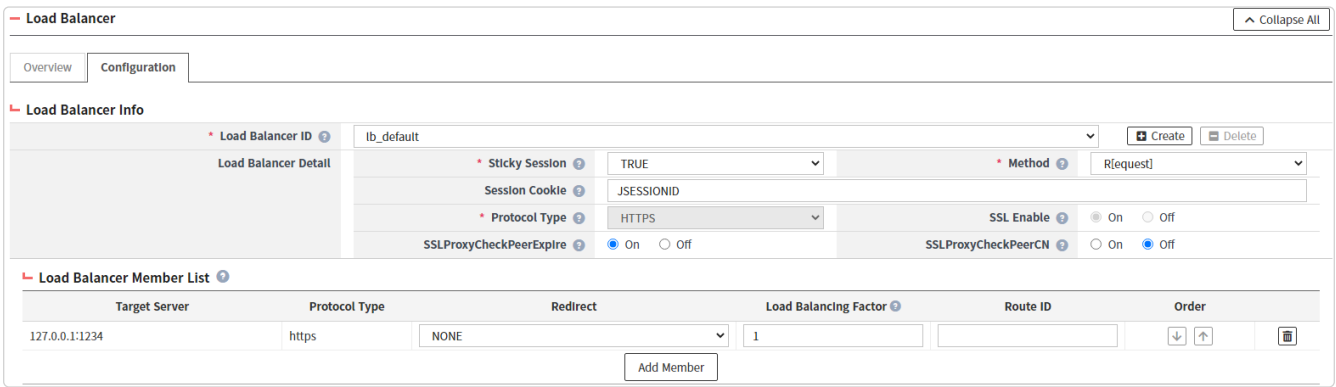 Load Balancer
Collapse All
Overview Configuration
Load Balancer Info
* Load Balancer ID lb_default Create Delete
Load Balancer Detail * Sticky Session TRUE * Method R[equest]
Session Cookie JSESSIONID
* Protocol Type HTTPS SSL Enable On Off
SSLProxyCheckPeerExpire On Off SSLProxyCheckPeerCN On Off
Load Balancer Member List
Target Server Protocol Type Redirect Load Balancing Factor Route ID Order
127.0.0.1:1234 https NONE 1
Add Member